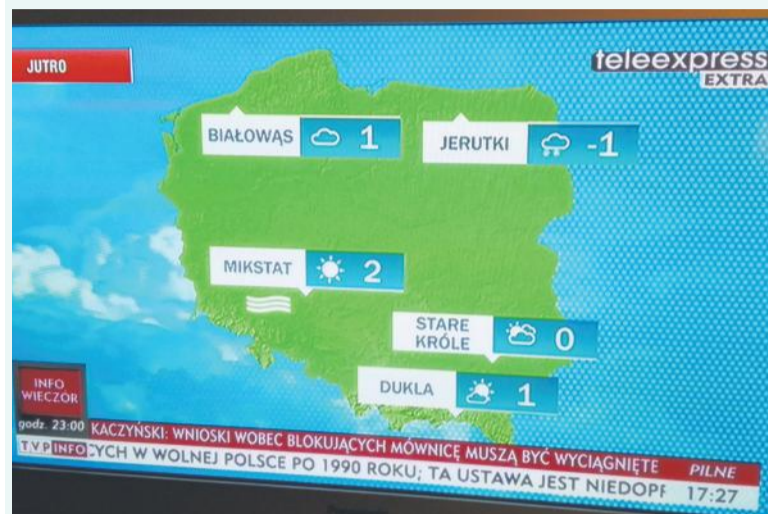 JUTRO
teleexpress
EXTRA
BIAŁOWĄS 1
JERUTKI -1
MIKSTAT 2
STARE
KRÓLE 0
DUKLA 1
INFO
WIECZÓR
godz. 23:00
KACZYŃSKI: WNIOSKI WOBEC BLOKUJĄCYCH MÓWNICĘ MUSZĄ BYĆ WYCIĄGNIĘTE
PILNE
TVP INFO CYCH W WOLNEJ POLSCE PO 1990 ROKU; TA USTAWA JEST NIEDOPF
17:27